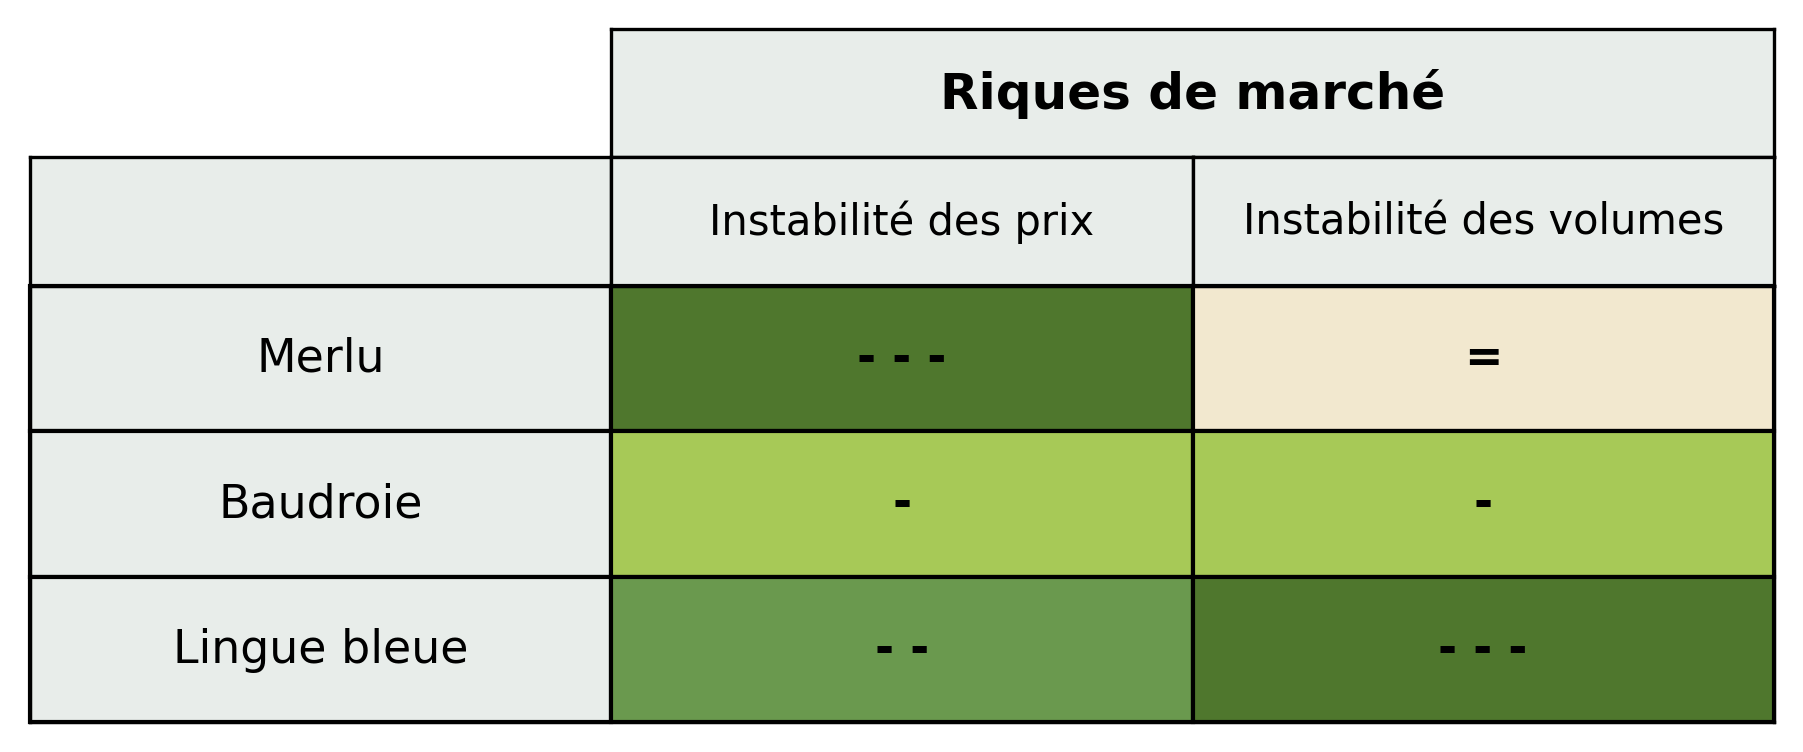 Riques de marché
Instabilité des prix Instabilité des volumes
Merlu - - - =
Baudroie - -
Lingue bleue - - - - -